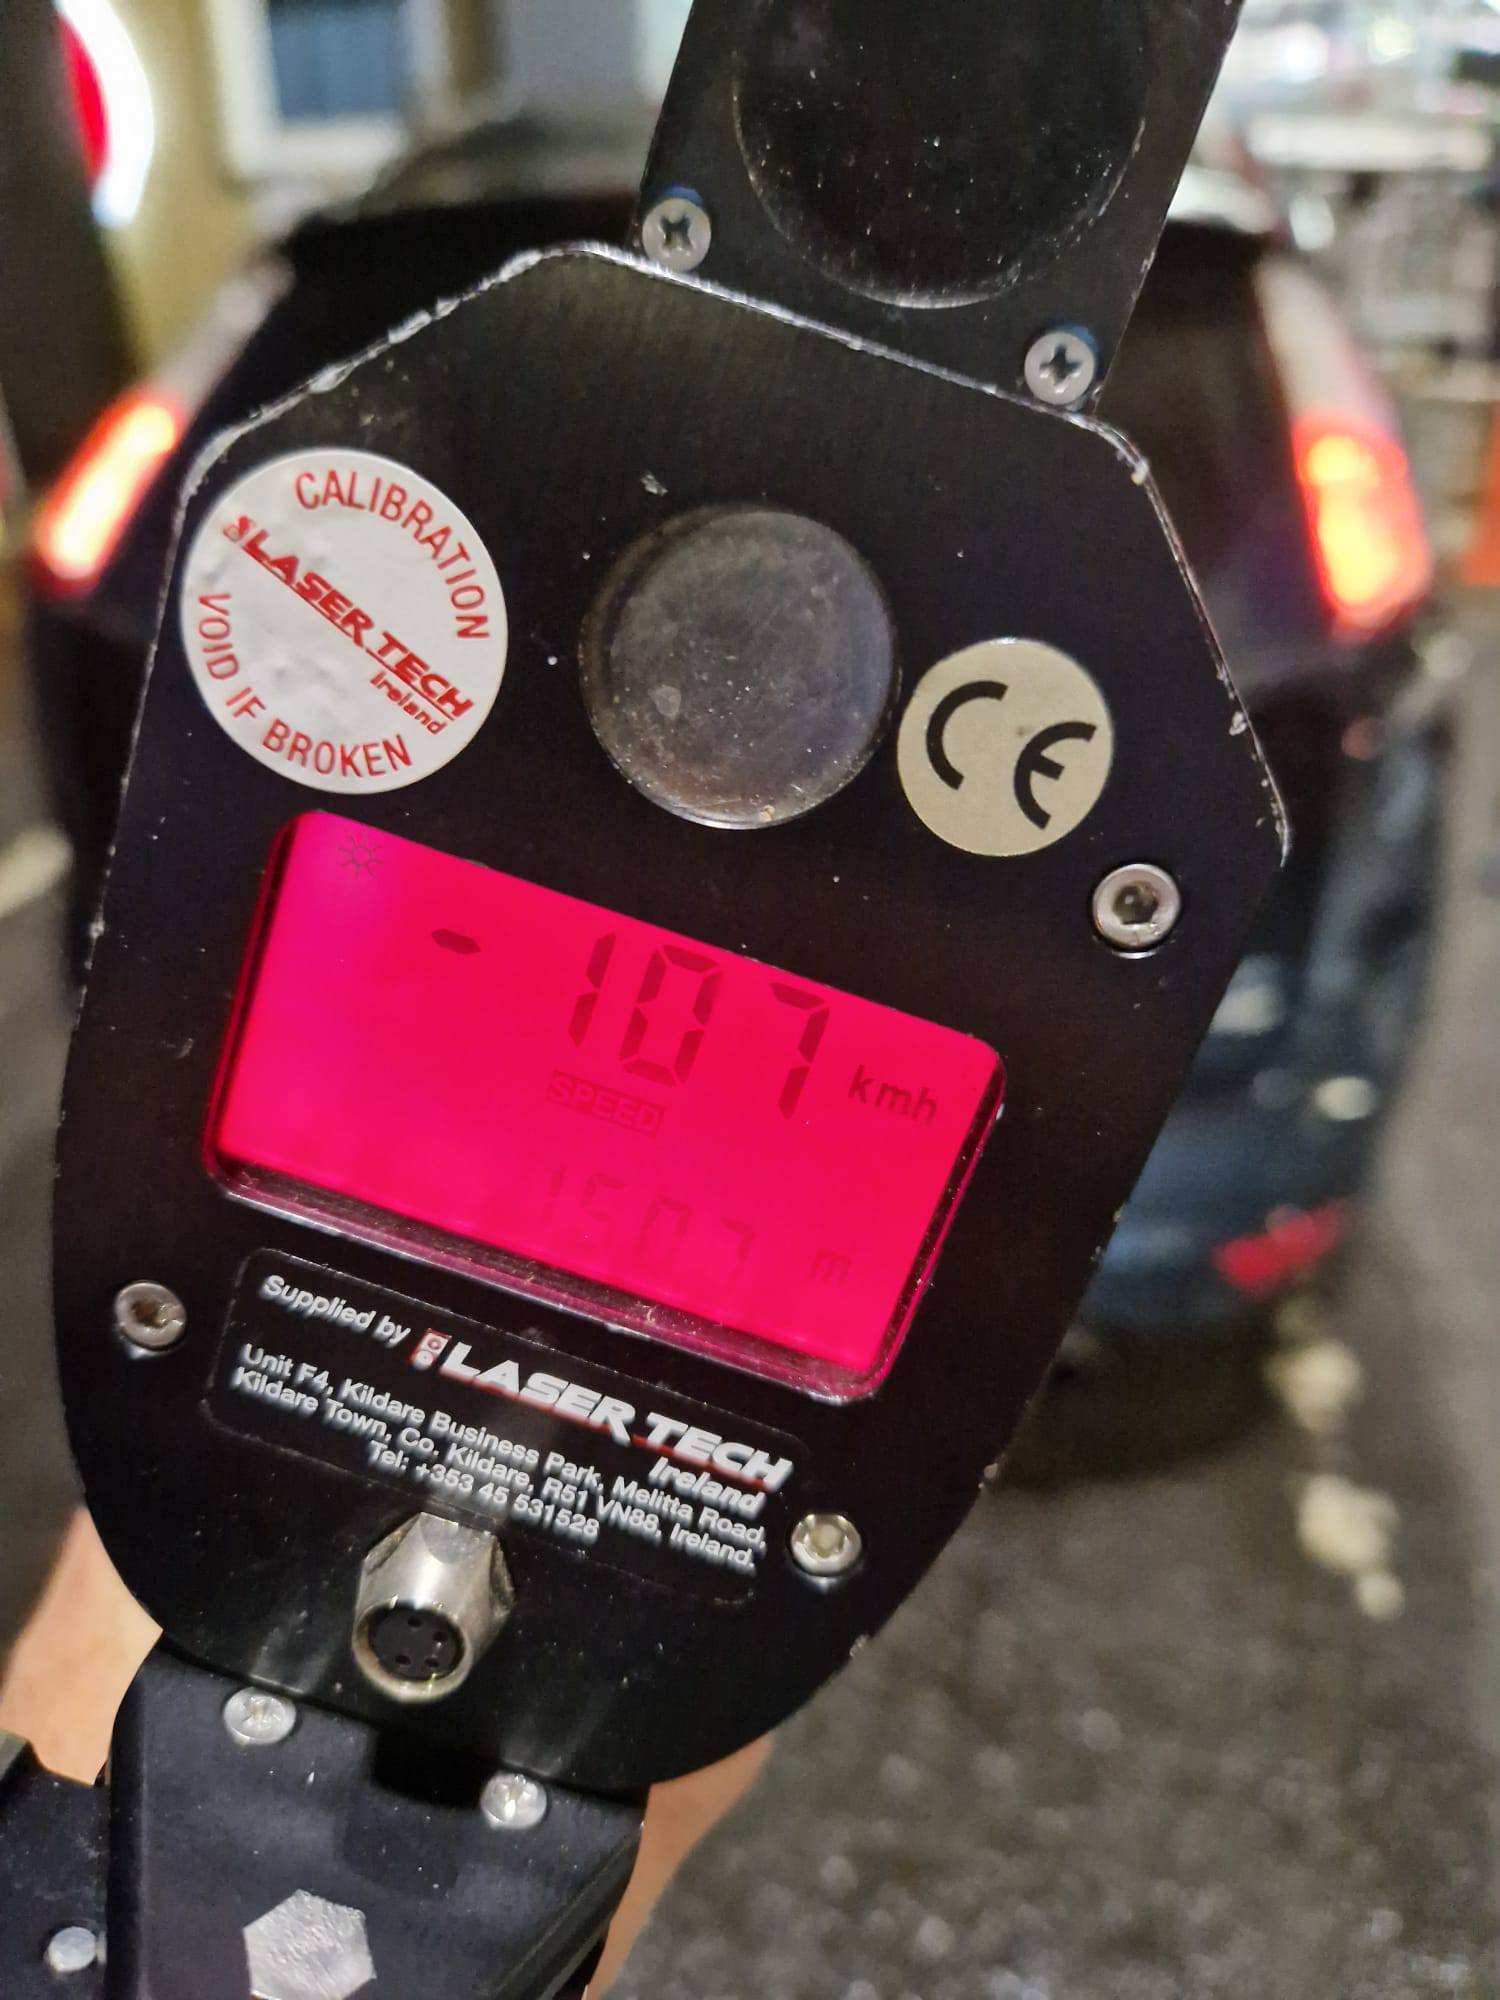 CALIBRATION
LASER TECH
Ireland
VOID IF BROKEN
CE
- 107 kmh
SPEED
150.7 m
Supplied by LASER TECH
Ireland
Unit F4, Kildare Business Park, Melitta Road,
Kildare Town, Co. Kildare, R51 VN88, Ireland.
Tel: +353 45 531528